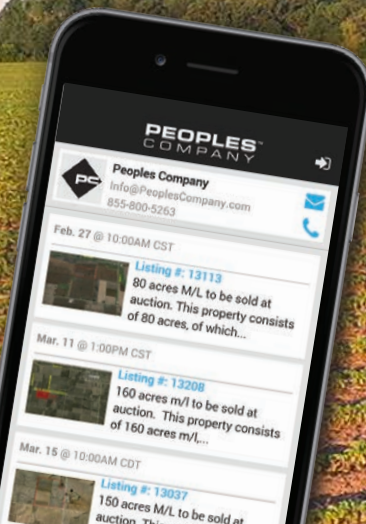 PEOPLES™
COMPANY
PC
Peoples Company
Info@PeoplesCompany.com
855-800-5263
Feb. 27 @ 10:00AM CST
Listing #: 13113
80 acres M/L to be sold at
auction. This property consists
of 80 acres, of which...
Mar. 11 @ 1:00PM CST
Listing #: 13208
160 acres m/l to be sold at
auction. This property consists
of 160 acres m/l,...
Mar. 15 @ 10:00AM CDT
Listing #: 13037
150 acres M/L to be sold at
auction. This